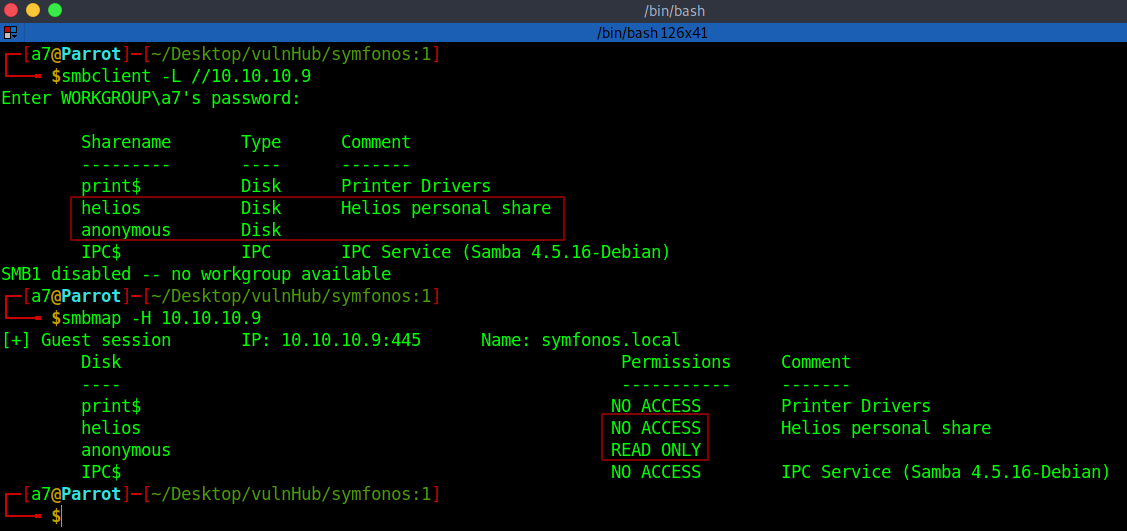 /bin/bash
/bin/bash 126x41
┌─[a7@Parrot]─[~/Desktop/vulnHub/symfonos:1]
└──╼ $smbclient -L //10.10.10.9
Enter WORKGROUP\a7's password:
Sharename Type Comment
--------- ---- -------
print$ Disk Printer Drivers
helios Disk Helios personal share
anonymous Disk
IPC$ IPC IPC Service (Samba 4.5.16-Debian)
SMB1 disabled -- no workgroup available
┌─[a7@Parrot]─[~/Desktop/vulnHub/symfonos:1]
└──╼ $smbmap -H 10.10.10.9
[+] Guest session IP: 10.10.10.9:445 Name: symfonos.local
Disk Permissions Comment
---- ----------- -------
print$ NO ACCESS Printer Drivers
helios NO ACCESS Helios personal share
anonymous READ ONLY
IPC$ NO ACCESS IPC Service (Samba 4.5.16-Debian)
┌─[a7@Parrot]─[~/Desktop/vulnHub/symfonos:1]
└──╼ $